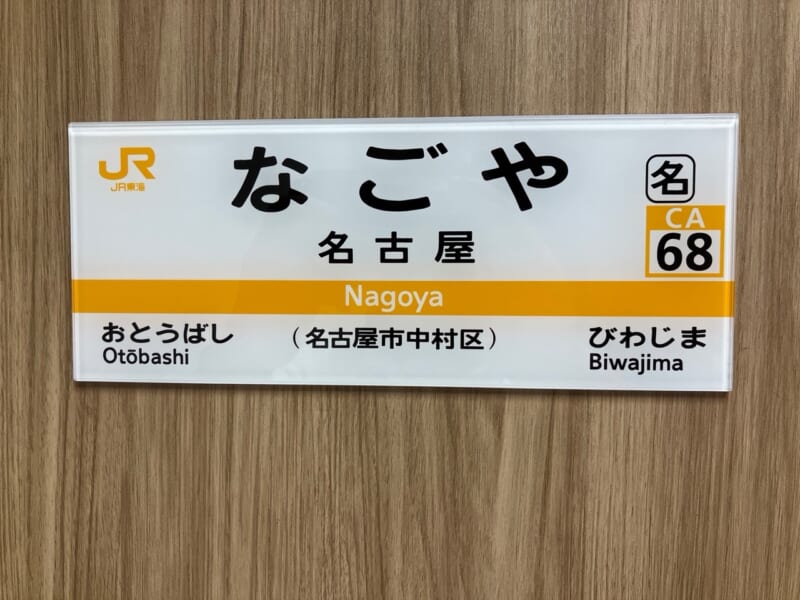 JR
JR東海
なごや
名
CA
68
名古屋
Nagoya
おとうばし
Otōbashi
（名古屋市中村区）
びわじま
Biwajima